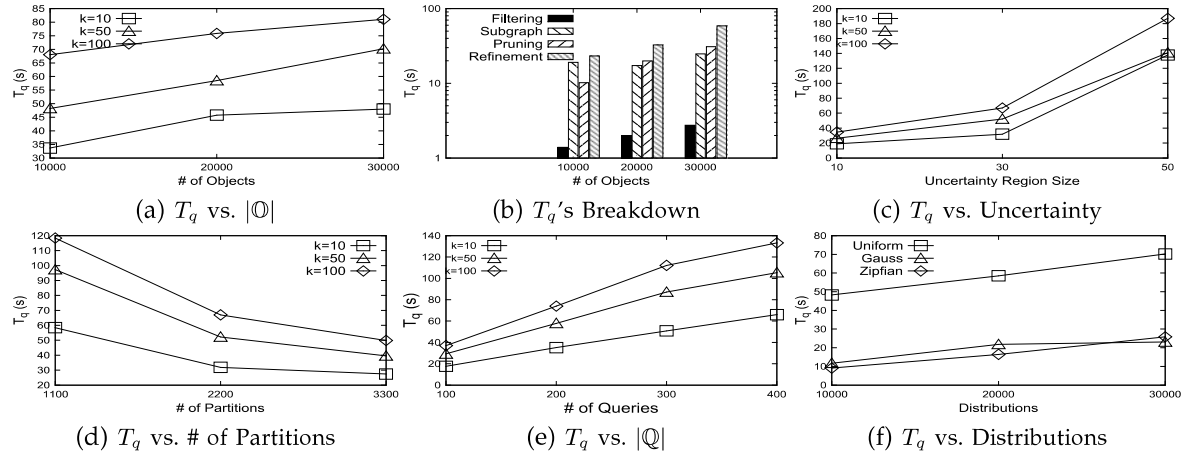 85
80
75
70
65
60
55
50
45
40
35
30
T_q (s)
k=10
k=50
k=100
10000
20000
30000
# of Objects
(a) T_q vs. |𝕆|
100
10
1
T_q (s)
Filtering
Subgraph
Pruning
Refinement
10000
20000
30000
# of Objects
(b) T_q's Breakdown
200
180
160
140
120
100
80
60
40
20
0
T_q (s)
k=10
k=50
k=100
10
30
50
Uncertainty Region Size
(c) T_q vs. Uncertainty
120
110
100
90
80
70
60
50
40
30
20
T_q (s)
k=10
k=50
k=100
1100
2200
3300
# of Partitions
(d) T_q vs. # of Partitions
140
120
100
80
60
40
20
0
T_q (s)
k=10
k=50
k=100
100
200
300
400
# of Queries
(e) T_q vs. |ℚ|
80
70
60
50
40
30
20
10
0
T_q (s)
Uniform
Gauss
Zipfian
10000
20000
30000
Distributions
(f) T_q vs. Distributions